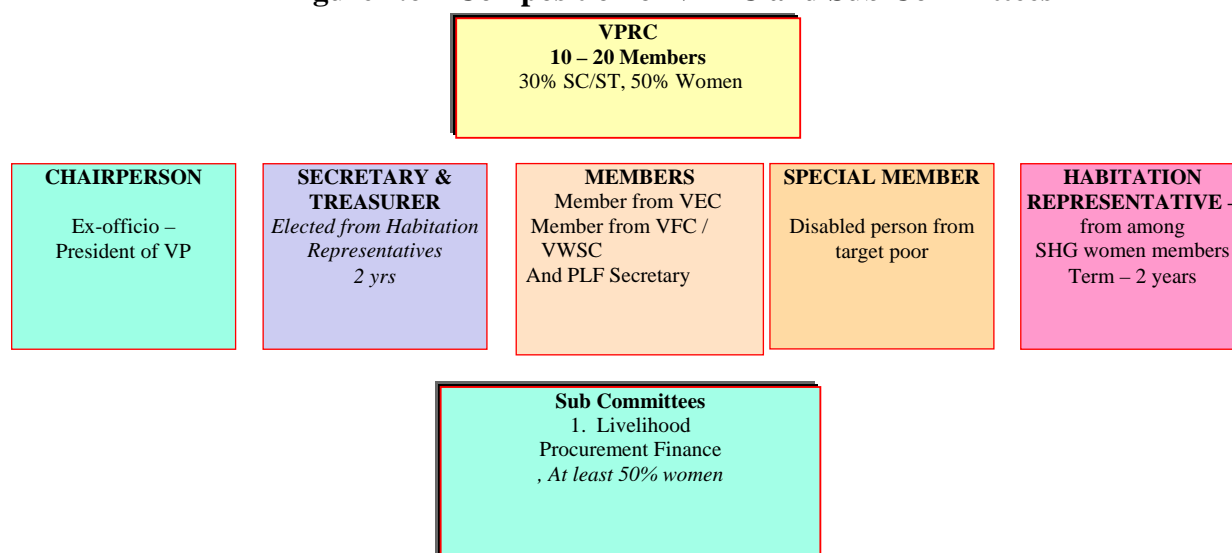 VPRC
10 – 20 Members
30% SC/ST, 50% Women
CHAIRPERSON
Ex-officio –
President of VP
SECRETARY &
TREASURER
Elected from Habitation
Representatives
2 yrs
MEMBERS
Member from VEC
Member from VFC /
VWSC
And PLF Secretary
SPECIAL MEMBER
Disabled person from
target poor
HABITATION
REPRESENTATIVE –
from among
SHG women members
Term – 2 years
Sub Committees
1. Livelihood
Procurement Finance
, At least 50% women